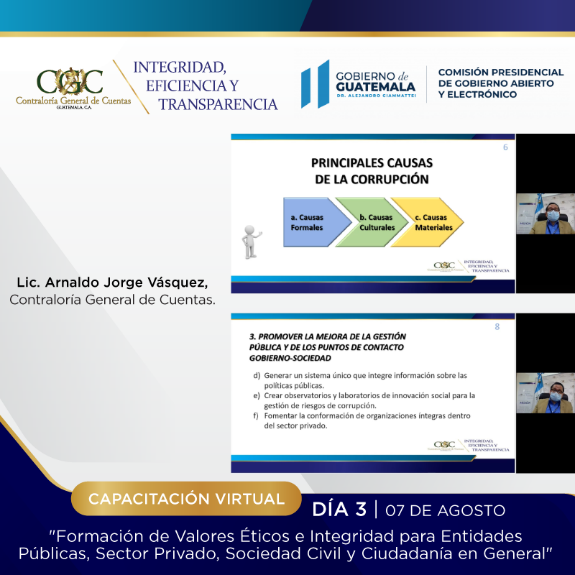 CGC
Contraloría General de Cuentas
GUATEMALA, C.A.
INTEGRIDAD,
EFICIENCIA Y
TRANSPARENCIA
GOBIERNO de
GUATEMALA
DR. ALEJANDRO GIAMMATTEI
COMISIÓN PRESIDENCIAL
DE GOBIERNO ABIERTO
Y ELECTRÓNICO
6
PRINCIPALES CAUSAS
DE LA CORRUPCIÓN
a. Causas
Formales
b. Causas
Culturales
c. Causas
Materiales
CGC
INTEGRIDAD,
EFICIENCIA Y
TRANSPARENCIA
Lic. Arnaldo Jorge Vásquez,
Contraloría General de Cuentas.
8
3. PROMOVER LA MEJORA DE LA GESTIÓN
PÚBLICA Y DE LOS PUNTOS DE CONTACTO
GOBIERNO-SOCIEDAD
d) Generar un sistema único que integre información sobre las
políticas públicas.
e) Crear observatorios y laboratorios de innovación social para la
gestión de riesgos de corrupción.
f) Fomentar la conformación de organizaciones integras dentro
del sector privado.
CGC
INTEGRIDAD,
EFICIENCIA Y
TRANSPARENCIA
CAPACITACIÓN VIRTUAL
DÍA 3 | 07 DE AGOSTO
"Formación de Valores Éticos e Integridad para Entidades
Públicas, Sector Privado, Sociedad Civil y Ciudadanía en General"